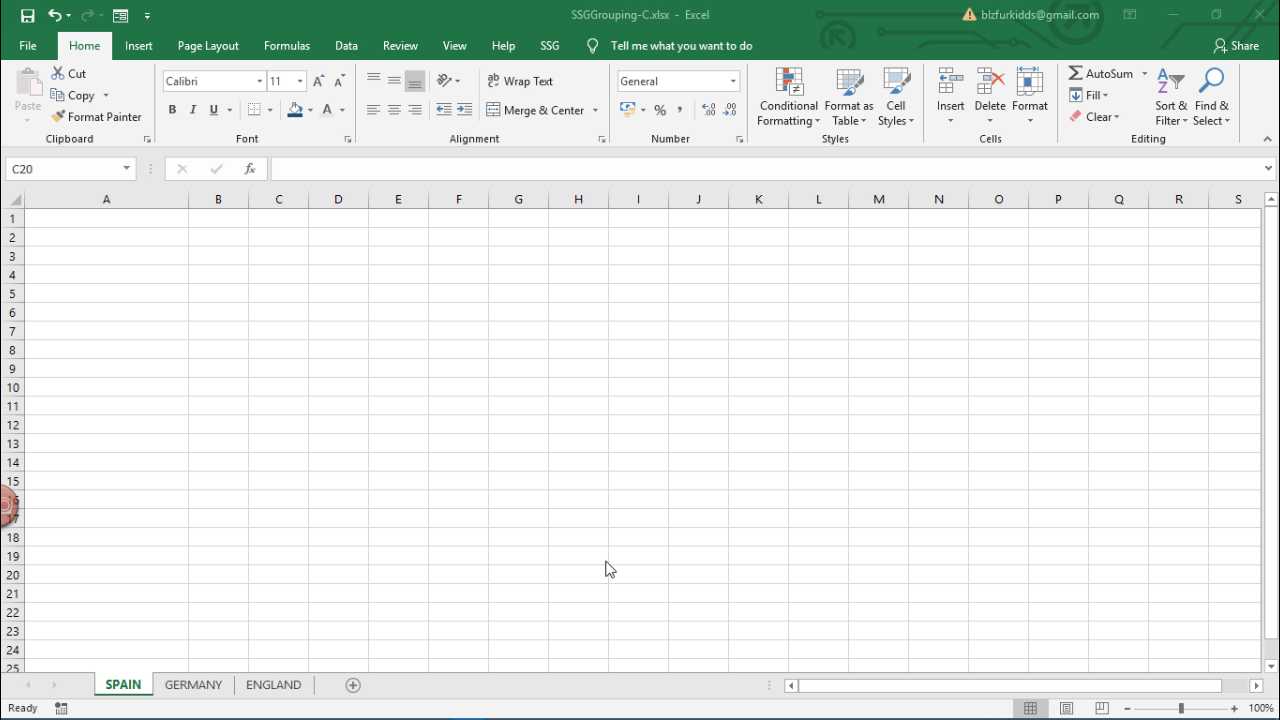 SSGGrouping-C.xlsx - Excel
blzfurkidds@gmail.com
File Home Insert Page Layout Formulas Data Review View Help SSG Tell me what you want to do Share
Paste
Cut
Copy
Format Painter
Clipboard
Calibri 11
B I U
Font
Wrap Text
Merge & Center
Alignment
General
Number
Conditional Formatting
Format as Table
Cell Styles
Styles
Insert Delete Format
Cells
AutoSum
Fill
Clear
Sort & Filter
Find & Select
Editing
C20 fx
A B C D E F G H I J K L M N O P Q R S
1
2
3
4
5
6
7
8
9
10
11
12
13
14
15
17
18
19
20
21
22
23
24
25
SPAIN GERMANY ENGLAND
Ready 100%